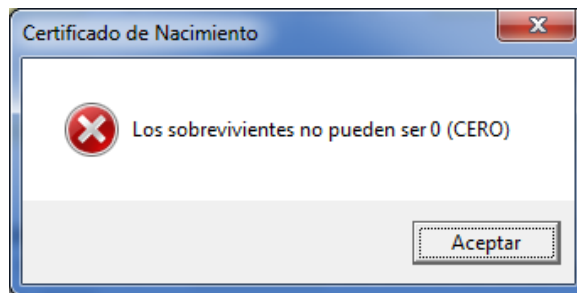 Certificado de Nacimiento
Los sobrevivientes no pueden ser 0 (CERO)
Aceptar